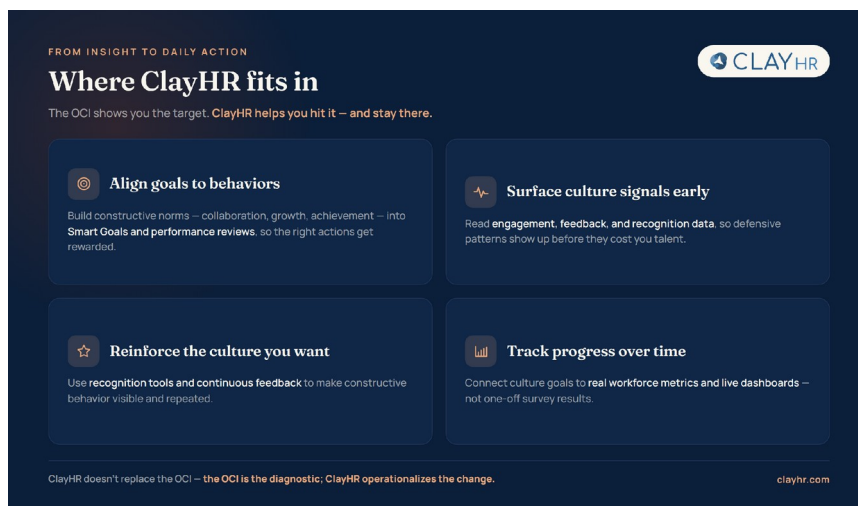 FROM INSIGHT TO DAILY ACTION
CLAY HR
Where ClayHR fits in
The OCI shows you the target. ClayHR helps you hit it — and stay there.
Align goals to behaviors
Build constructive norms — collaboration, growth, achievement — into
Smart Goals and performance reviews, so the right actions get
rewarded.
Surface culture signals early
Read engagement, feedback, and recognition data, so defensive
patterns show up before they cost you talent.
Reinforce the culture you want
Use recognition tools and continuous feedback to make constructive
behavior visible and repeated.
Track progress over time
Connect culture goals to real workforce metrics and live dashboards —
not one-off survey results.
ClayHR doesn't replace the OCI — the OCI is the diagnostic; ClayHR operationalizes the change.
clayhr.com